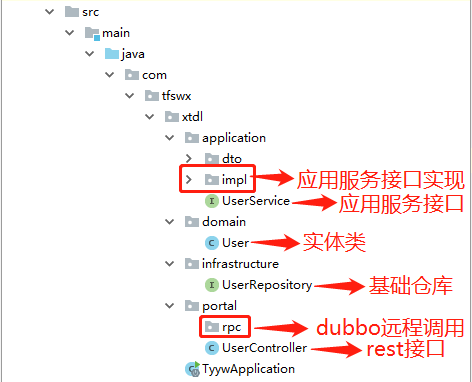 src
main
java
com
tfswx
xtdl
application
dto
impl
应用服务接口实现
UserService
应用服务接口
domain
User
实体类
infrastructure
UserRepository
基础仓库
portal
rpc
dubbo远程调用
UserController
rest接口
TyywApplication